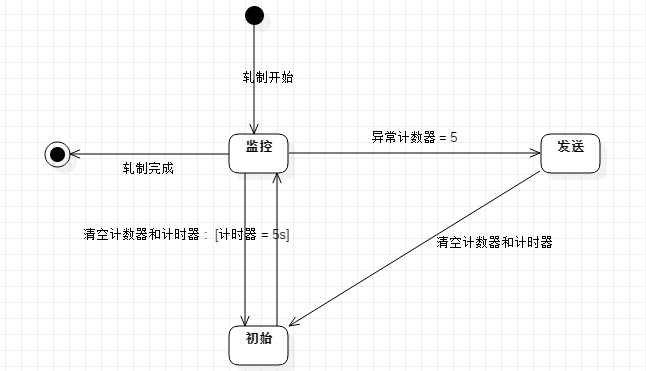 轧制开始
异常计数器 = 5
监控
发送
轧制完成
清空计数器和计时器： [计时器 = 5s]
清空计数器和计时器
初始